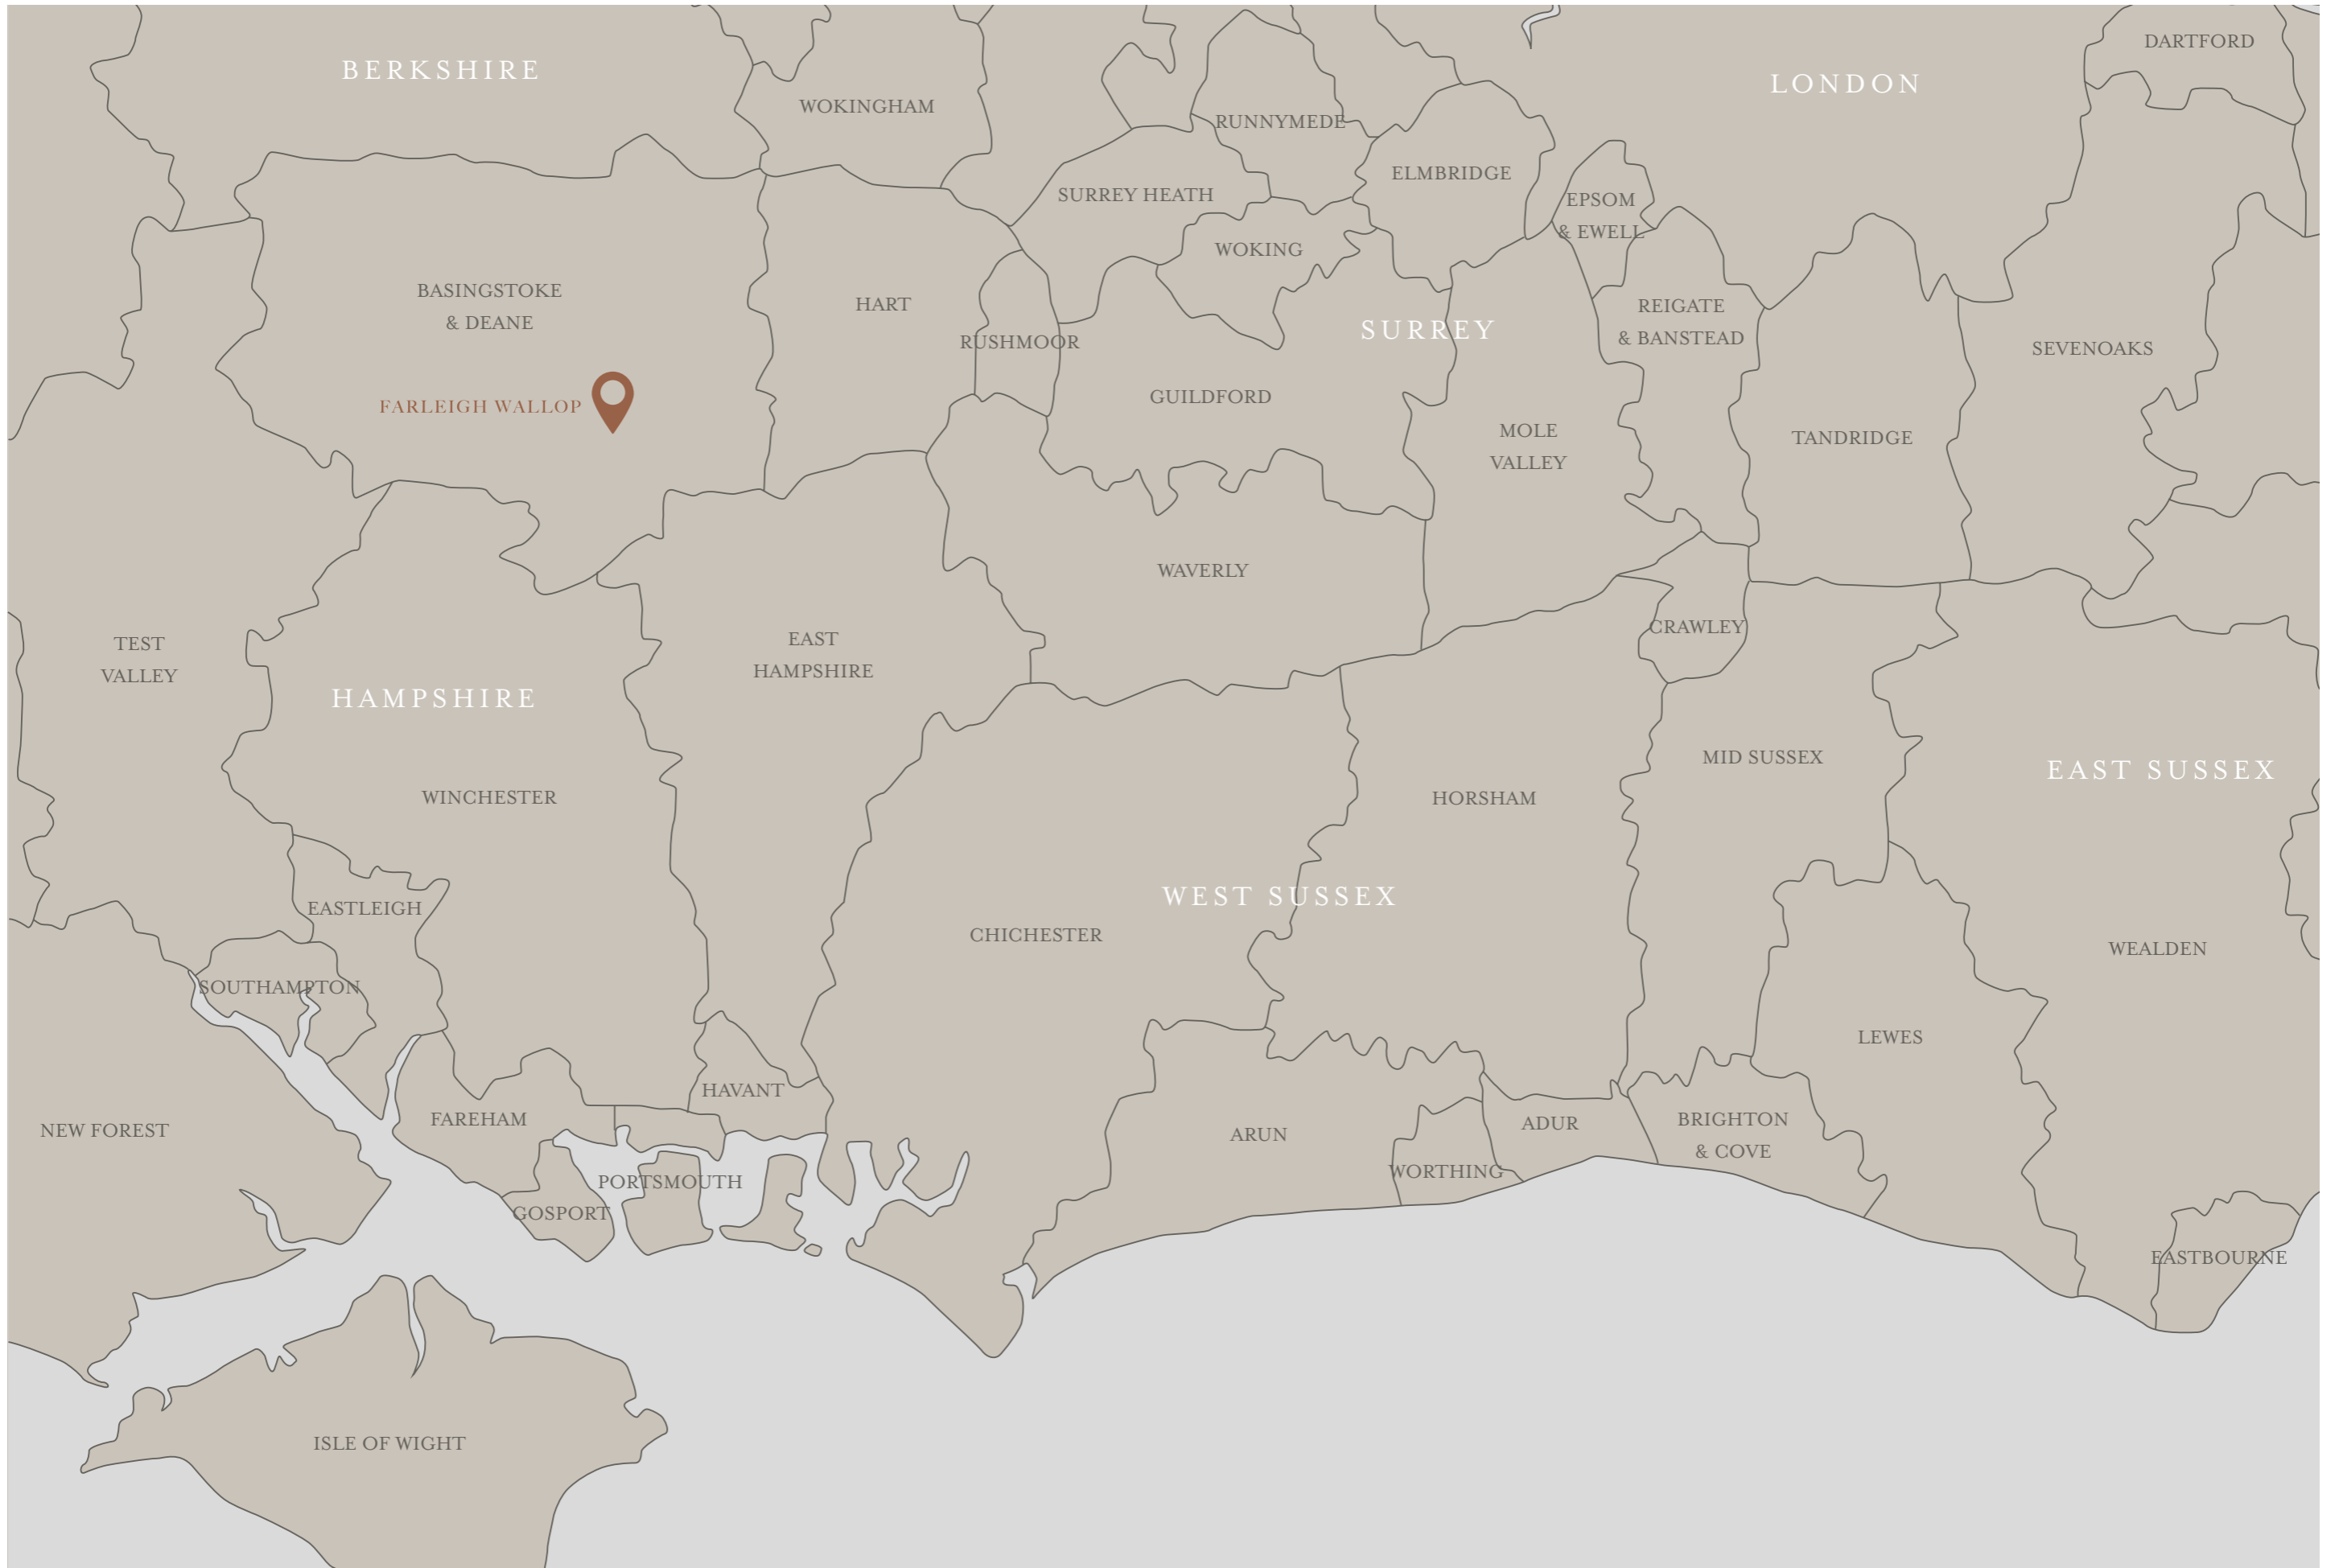 DARTFORD
BERKSHIRE
LONDON
WOKINGHAM
RUNNYMEDE
ELMBRIDGE
SURREY HEATH
EPSOM
& EWELL
WOKING
BASINGSTOKE
& DEANE
HART
REIGATE
& BANSTEAD
SURREY
RUSHMOOR
SEVENOAKS
GUILDFORD
FARLEIGH WALLOP
MOLE
VALLEY
TANDRIDGE
WAVERLY
CRAWLEY
TEST
VALLEY
EAST
HAMPSHIRE
HAMPSHIRE
MID SUSSEX
EAST SUSSEX
WINCHESTER
HORSHAM
WEST SUSSEX
EASTLEIGH
CHICHESTER
WEALDEN
SOUTHAMPTON
LEWES
HAVANT
FAREHAM
BRIGHTON
& COVE
ADUR
NEW FOREST
ARUN
WORTHING
PORTSMOUTH
GOSPORT
EASTBOURNE
ISLE OF WIGHT